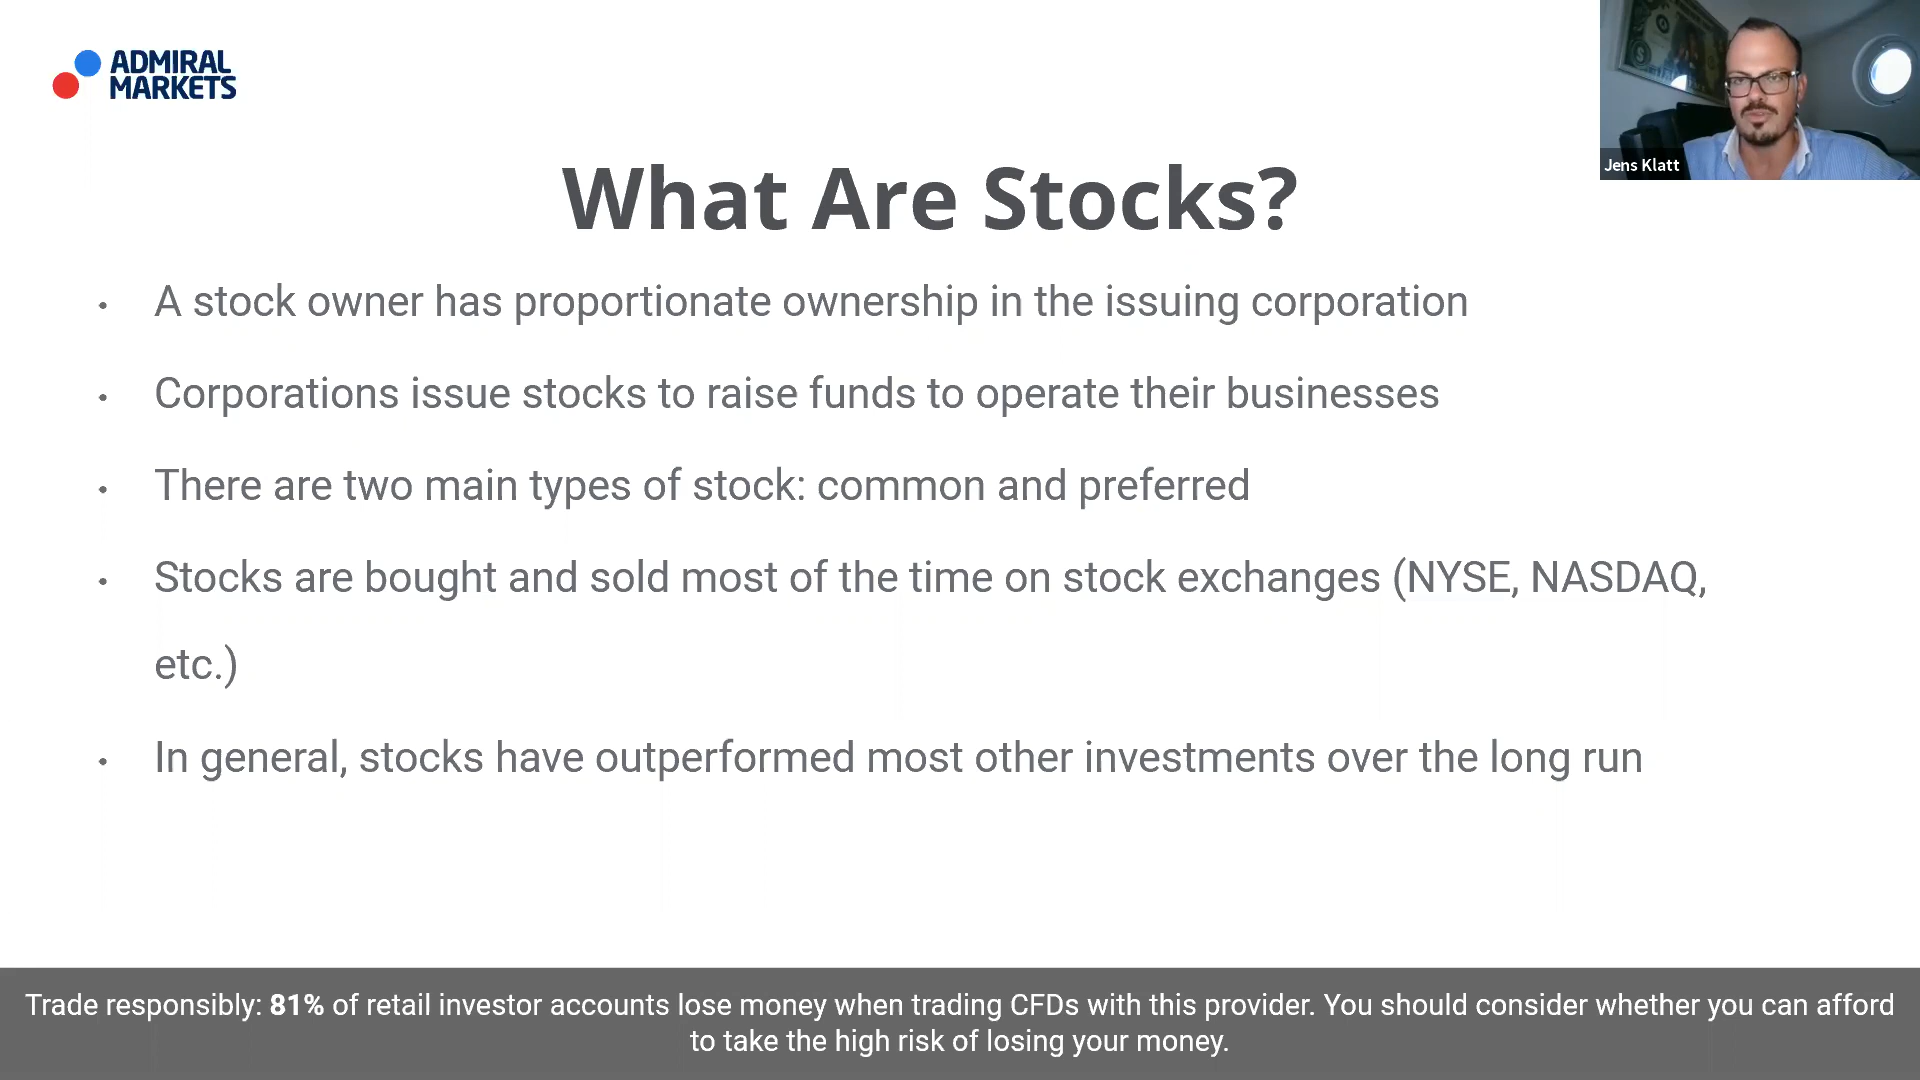 ADMIRAL
MARKETS
Jens Klatt
What Are Stocks?
• A stock owner has proportionate ownership in the issuing corporation
• Corporations issue stocks to raise funds to operate their businesses
• There are two main types of stock: common and preferred
• Stocks are bought and sold most of the time on stock exchanges (NYSE, NASDAQ,
etc.)
• In general, stocks have outperformed most other investments over the long run
Trade responsibly: 81% of retail investor accounts lose money when trading CFDs with this provider. You should consider whether you can afford
to take the high risk of losing your money.